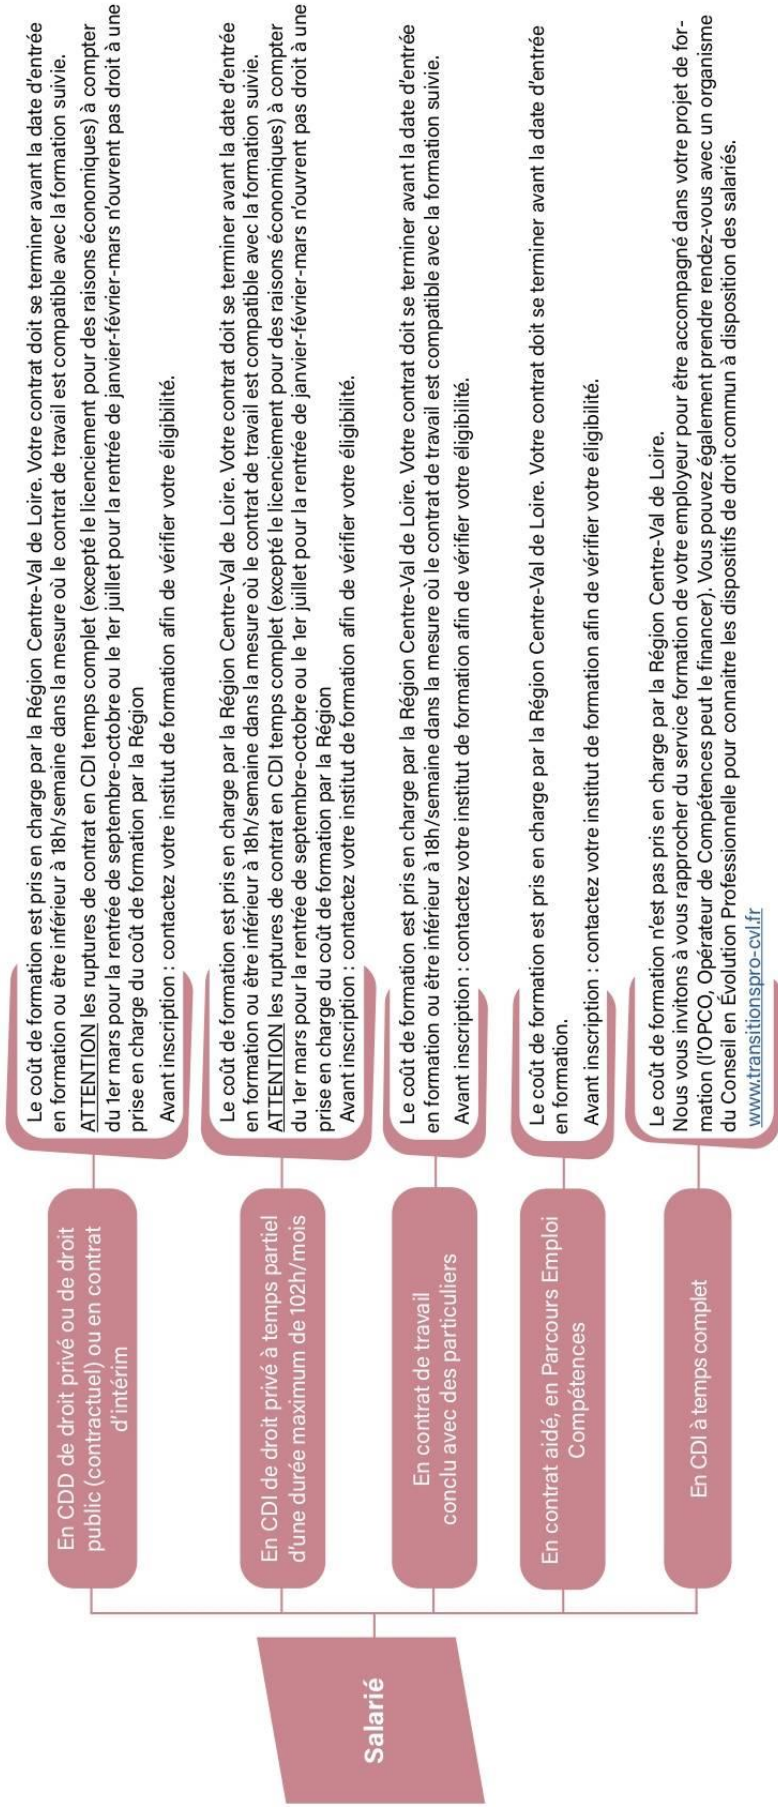 Salarié
En CDD de droit privé ou de droit
public (contractuel) ou en contrat
d'intérim
Le coût de formation est pris en charge par la Région Centre-Val de Loire. Votre contrat doit se terminer avant la date d'entrée
en formation ou être inférieur à 18h/semaine dans la mesure où le contrat de travail est compatible avec la formation suivie.
ATTENTION les ruptures de contrat en CDI temps complet (excepté le licenciement pour des raisons économiques) à compter
du 1er mars pour la rentrée de septembre-octobre ou le 1er juillet pour la rentrée de janvier-février-mars n'ouvrent pas droit à une
prise en charge du coût de formation par la Région
Avant inscription : contactez votre institut de formation afin de vérifier votre éligibilité.
En CDI de droit privé à temps partiel
d'une durée maximum de 102h/mois
Le coût de formation est pris en charge par la Région Centre-Val de Loire. Votre contrat doit se terminer avant la date d'entrée
en formation ou être inférieur à 18h/semaine dans la mesure où le contrat de travail est compatible avec la formation suivie.
ATTENTION les ruptures de contrat en CDI temps complet (excepté le licenciement pour des raisons économiques) à compter
du 1er mars pour la rentrée de septembre-octobre ou le 1er juillet pour la rentrée de janvier-février-mars n'ouvrent pas droit à une
prise en charge du coût de formation par la Région
Avant inscription : contactez votre institut de formation afin de vérifier votre éligibilité.
En contrat de travail
conclu avec des particuliers
Le coût de formation est pris en charge par la Région Centre-Val de Loire. Votre contrat doit se terminer avant la date d'entrée
en formation ou être inférieur à 18h/semaine dans la mesure où le contrat de travail est compatible avec la formation suivie.
Avant inscription : contactez votre institut de formation afin de vérifier votre éligibilité.
En contrat aidé, en Parcours Emploi
Compétences
Le coût de formation est pris en charge par la Région Centre-Val de Loire. Votre contrat doit se terminer avant la date d'entrée
en formation.
Avant inscription : contactez votre institut de formation afin de vérifier votre éligibilité.
En CDI à temps complet
Le coût de formation n'est pas pris en charge par la Région Centre-Val de Loire.
Nous vous invitons à vous rapprocher du service formation de votre employeur pour être accompagné dans votre projet de for-
mation (l'OPCO, Opérateur de Compétences peut le financer). Vous pouvez également prendre rendez-vous avec un organisme
du Conseil en Évolution Professionnelle pour connaitre les dispositifs de droit commun à disposition des salariés.
www.transitionspro-cvl.fr